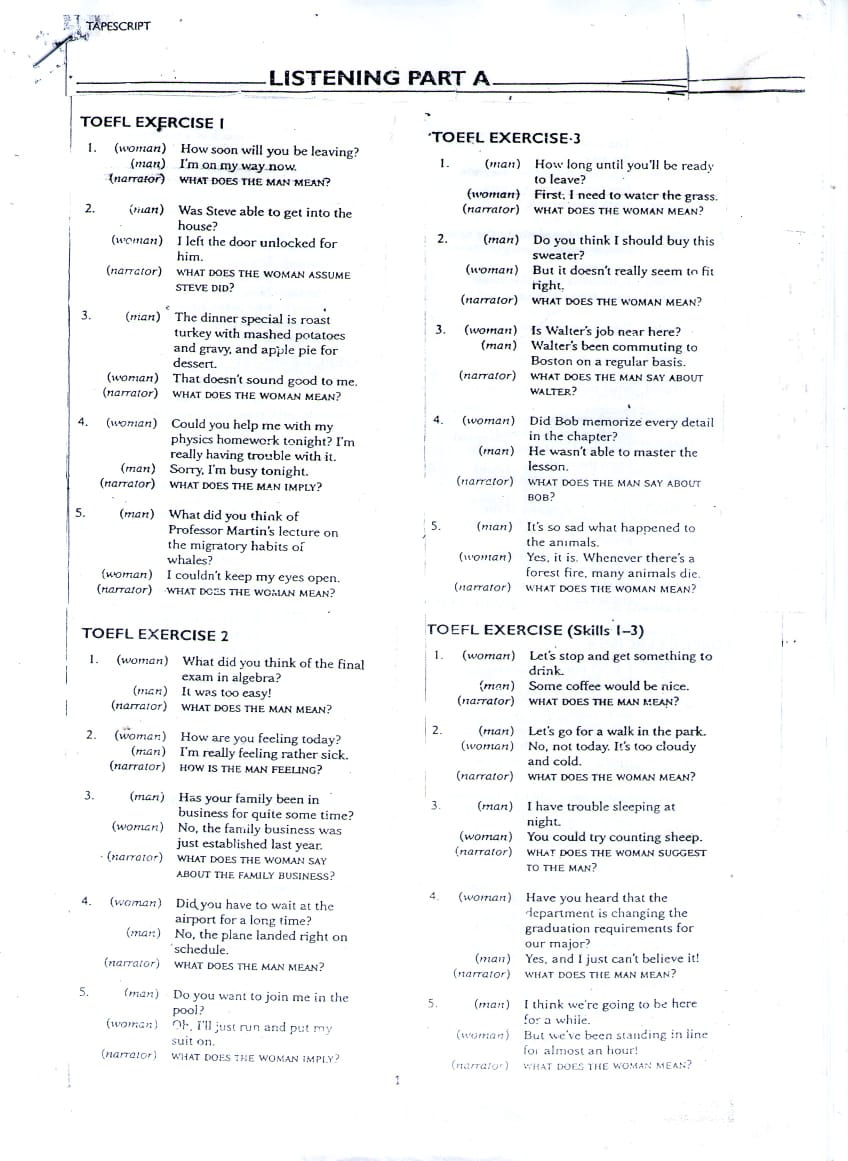 TAPESCRIPT
LISTENING PART A
TOEFL EXERCISE 1
1. (woman) How soon will you be leaving?
(man) I'm on my way now.
(narrator) WHAT DOES THE MAN MEAN?
2. (man) Was Steve able to get into the
house?
(woman) I left the door unlocked for
him.
(narrator) WHAT DOES THE WOMAN ASSUME
STEVE DID?
3. (man) The dinner special is roast
turkey with mashed potatoes
and gravy, and apple pie for
dessert.
(woman) That doesn't sound good to me.
(narrator) WHAT DOES THE WOMAN MEAN?
4. (woman) Could you help me with my
physics homework tonight? I'm
really having trouble with it.
(man) Sorry, I'm busy tonight.
(narrator) WHAT DOES THE MAN IMPLY?
5. (man) What did you think of
Professor Martin's lecture on
the migratory habits of
whales?
(woman) I couldn't keep my eyes open.
(narrator) WHAT DOES THE WOMAN MEAN?
TOEFL EXERCISE 2
1. (woman) What did you think of the final
exam in algebra?
(man) It was too easy!
(narrator) WHAT DOES THE MAN MEAN?
2. (woman) How are you feeling today?
(man) I'm really feeling rather sick.
(narrator) HOW IS THE MAN FEELING?
3. (man) Has your family been in
business for quite some time?
(woman) No, the family business was
just established last year.
(narrator) WHAT DOES THE WOMAN SAY
ABOUT THE FAMILY BUSINESS?
4. (woman) Did you have to wait at the
airport for a long time?
(man) No, the plane landed right on
schedule.
(narrator) WHAT DOES THE MAN MEAN?
5. (man) Do you want to join me in the
pool?
(woman) Oh, I'll just run and put my
suit on.
(narrator) WHAT DOES THE WOMAN IMPLY?
TOEFL EXERCISE 3
1. (man) How long until you'll be ready
to leave?
(woman) First, I need to water the grass.
(narrator) WHAT DOES THE WOMAN MEAN?
2. (man) Do you think I should buy this
sweater?
(woman) But it doesn't really seem to fit
right.
(narrator) WHAT DOES THE WOMAN MEAN?
3. (woman) Is Walter's job near here?
(man) Walter's been commuting to
Boston on a regular basis.
(narrator) WHAT DOES THE MAN SAY ABOUT
WALTER?
4. (woman) Did Bob memorize every detail
in the chapter?
(man) He wasn't able to master the
lesson.
(narrator) WHAT DOES THE MAN SAY ABOUT
BOB?
5. (man) It's so sad what happened to
the animals.
(woman) Yes, it is. Whenever there's a
forest fire, many animals die.
(narrator) WHAT DOES THE WOMAN MEAN?
TOEFL EXERCISE (Skills 1–3)
1. (woman) Let's stop and get something to
drink.
(man) Some coffee would be nice.
(narrator) WHAT DOES THE MAN MEAN?
2. (man) Let's go for a walk in the park.
(woman) No, not today. It's too cloudy
and cold.
(narrator) WHAT DOES THE WOMAN MEAN?
3. (man) I have trouble sleeping at
night.
(woman) You could try counting sheep.
(narrator) WHAT DOES THE WOMAN SUGGEST
TO THE MAN?
4. (woman) Have you heard that the
department is changing the
graduation requirements for
our major?
(man) Yes, and I just can't believe it!
(narrator) WHAT DOES THE MAN MEAN?
5. (man) I think we're going to be here
for a while.
(woman) But we've been standing in line
for almost an hour!
(narrator) WHAT DOES THE WOMAN MEAN?
1